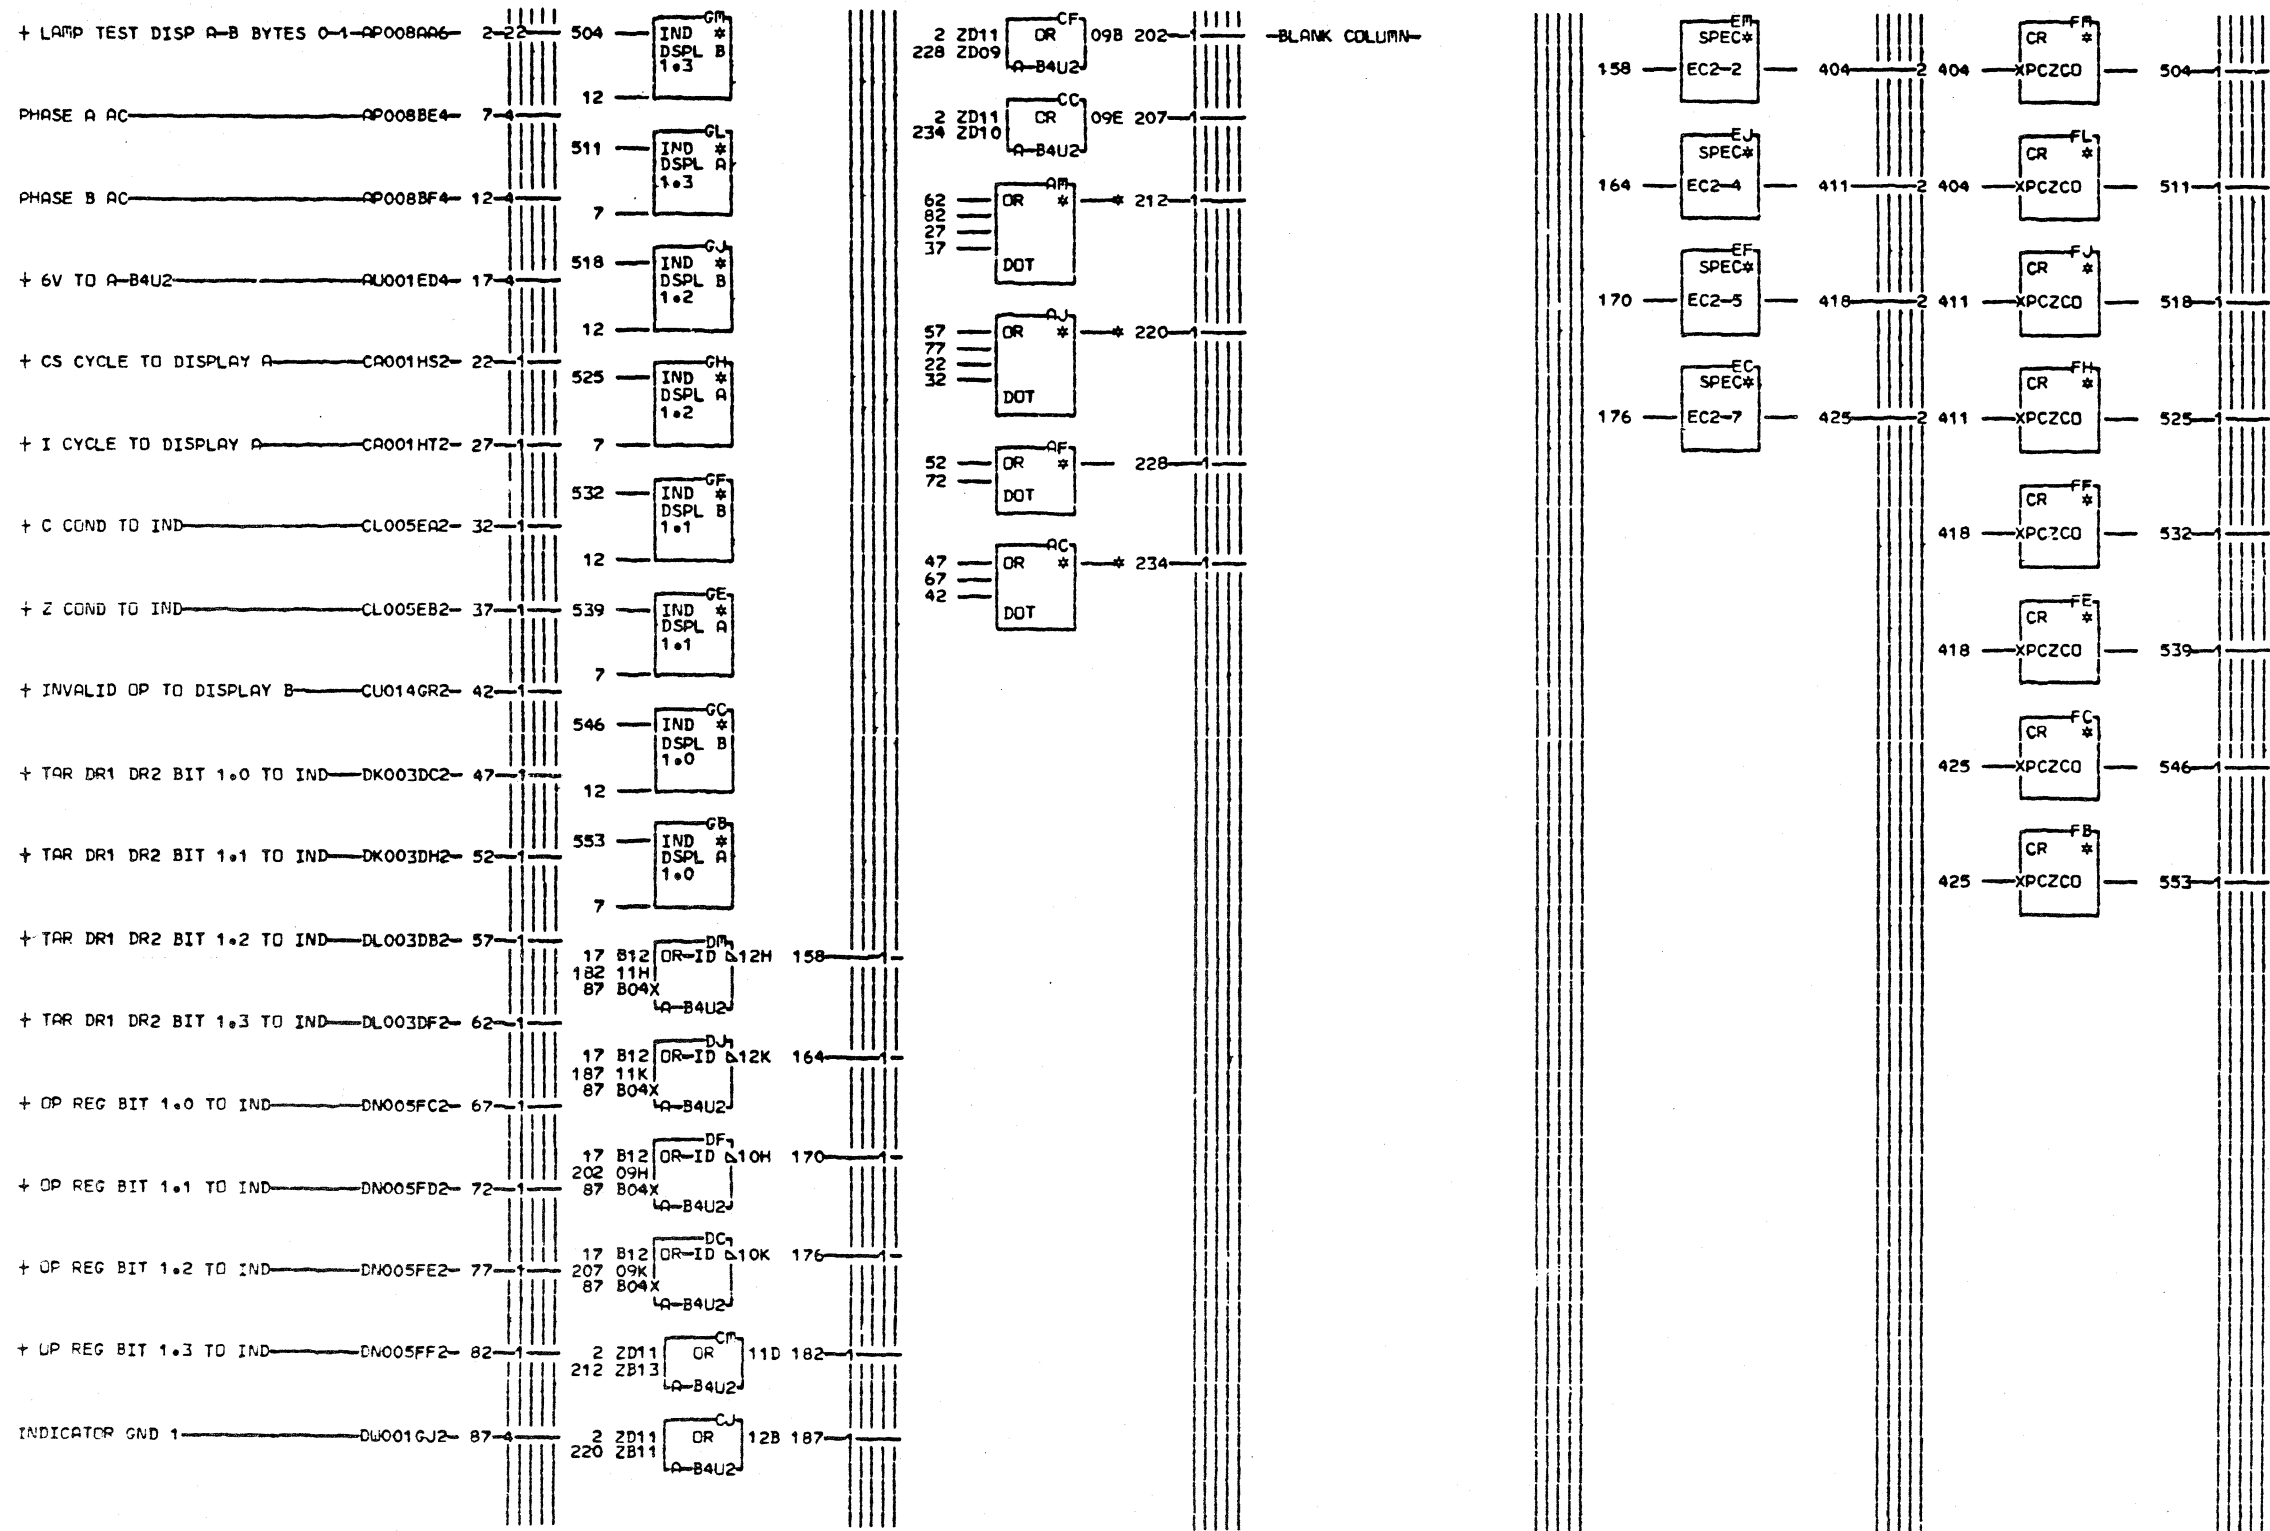 + LAMP TEST DISP A-B BYTES 0-1-AP008AA6- 2-22
PHASE A AC-AP008BE4- 7-4
PHASE B AC-AP008BF4- 12-4
+ 6V TO A-B4U2-AU001ED4- 17-4
+ CS CYCLE TO DISPLAY A-CA001HS2- 22-1
+ I CYCLE TO DISPLAY A-CA001HT2- 27-1
+ C COND TO IND-CL005EA2- 32-1
+ Z COND TO IND-CL005EB2- 37-1
+ INVALID OP TO DISPLAY B-CU014GR2- 42-1
+ TAR DR1 DR2 BIT 1.0 TO IND-DK003DC2- 47-1
+ TAR DR1 DR2 BIT 1.1 TO IND-DK003DH2- 52-1
+ TAR DR1 DR2 BIT 1.2 TO IND-DL003DB2- 57-1
+ TAR DR1 DR2 BIT 1.3 TO IND-DL003DF2- 62-1
+ OP REG BIT 1.0 TO IND-DN005FC2- 67-1
+ OP REG BIT 1.1 TO IND-DN005FD2- 72-1
+ OP REG BIT 1.2 TO IND-DN005FE2- 77-1
+ OP REG BIT 1.3 TO IND-DN005FF2- 82-1
INDICATOR GND 1-DW001GJ2- 87-4
GM
504 IND *
DSPL B
1.3
12
GL
511 IND *
DSPL A
1.3
7
GJ
518 IND *
DSPL B
1.2
12
GH
525 IND *
DSPL A
1.2
7
GF
532 IND *
DSPL B
1.1
12
GE
539 IND *
DSPL A
1.1
7
GC
546 IND *
DSPL B
1.0
12
GB
553 IND *
DSPL A
1.0
7
DM
17 B12 OR-ID 12H 158-1
182 11H
87 B04X
A-B4U2
DJ
17 B12 OR-ID 12K 164-1
187 11K
87 B04X
A-B4U2
DF
17 B12 OR-ID 10H 170-1
202 09H
87 B04X
A-B4U2
DC
17 B12 OR-ID 10K 176-1
207 09K
87 B04X
A-B4U2
CM
2 ZD11 OR 11D 182-1
212 ZB13
A-B4U2
CJ
2 ZD11 OR 12B 187-1
220 ZB11
A-B4U2
CF
2 ZD11 OR 09B 202-1
228 ZD09
A-B4U2
CC
2 ZD11 OR 09E 207-1
234 ZD10
A-B4U2
AM
62 OR * * 212-1
82
27
37
DOT
AJ
57 OR * * 220-1
77
22
32
DOT
AF
52 OR * 228-1
72
DOT
AC
47 OR * * 234-1
67
42
DOT
-BLANK COLUMN-
EM
SPEC*
158 EC2-2 404-2
EJ
SPEC*
164 EC2-4 411-2
EF
SPEC*
170 EC2-5 418-2
EC
SPEC*
176 EC2-7 425-2
FM
CR *
404 XPCZCO 504-1
FL
CR *
404 XPCZCO 511-1
FJ
CR *
411 XPCZCO 518-1
FH
CR *
411 XPCZCO 525-1
FF
CR *
418 XPCZCO 532-1
FE
CR *
418 XPCZCO 539-1
FC
CR *
425 XPCZCO 546-1
FB
CR *
425 XPCZCO 553-1